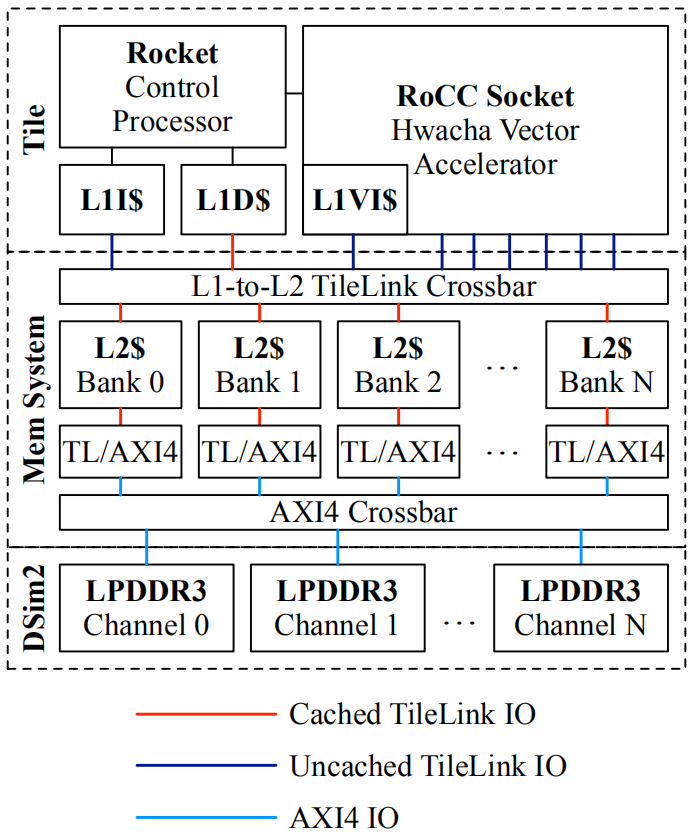 Tile
Rocket
Control
Processor
RoCC Socket
Hwacha Vector
Accelerator
L1I$
L1D$
L1VI$
Mem System
L1-to-L2 TileLink Crossbar
L2$
Bank 0
L2$
Bank 1
L2$
Bank 2
...
L2$
Bank N
TL/AXI4
TL/AXI4
TL/AXI4
...
TL/AXI4
AXI4 Crossbar
DSim2
LPDDR3
Channel 0
LPDDR3
Channel 1
...
LPDDR3
Channel N
Cached TileLink IO
Uncached TileLink IO
AXI4 IO